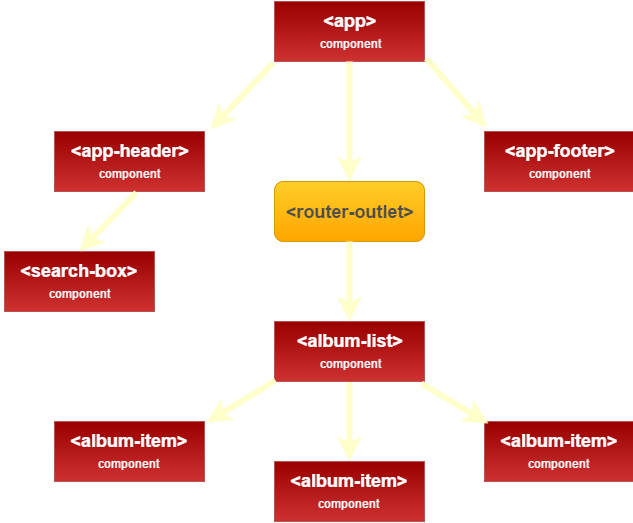 <app>
component
<app-header>
component
<app-footer>
component
<router-outlet>
<search-box>
component
<album-list>
component
<album-item>
component
<album-item>
component
<album-item>
component